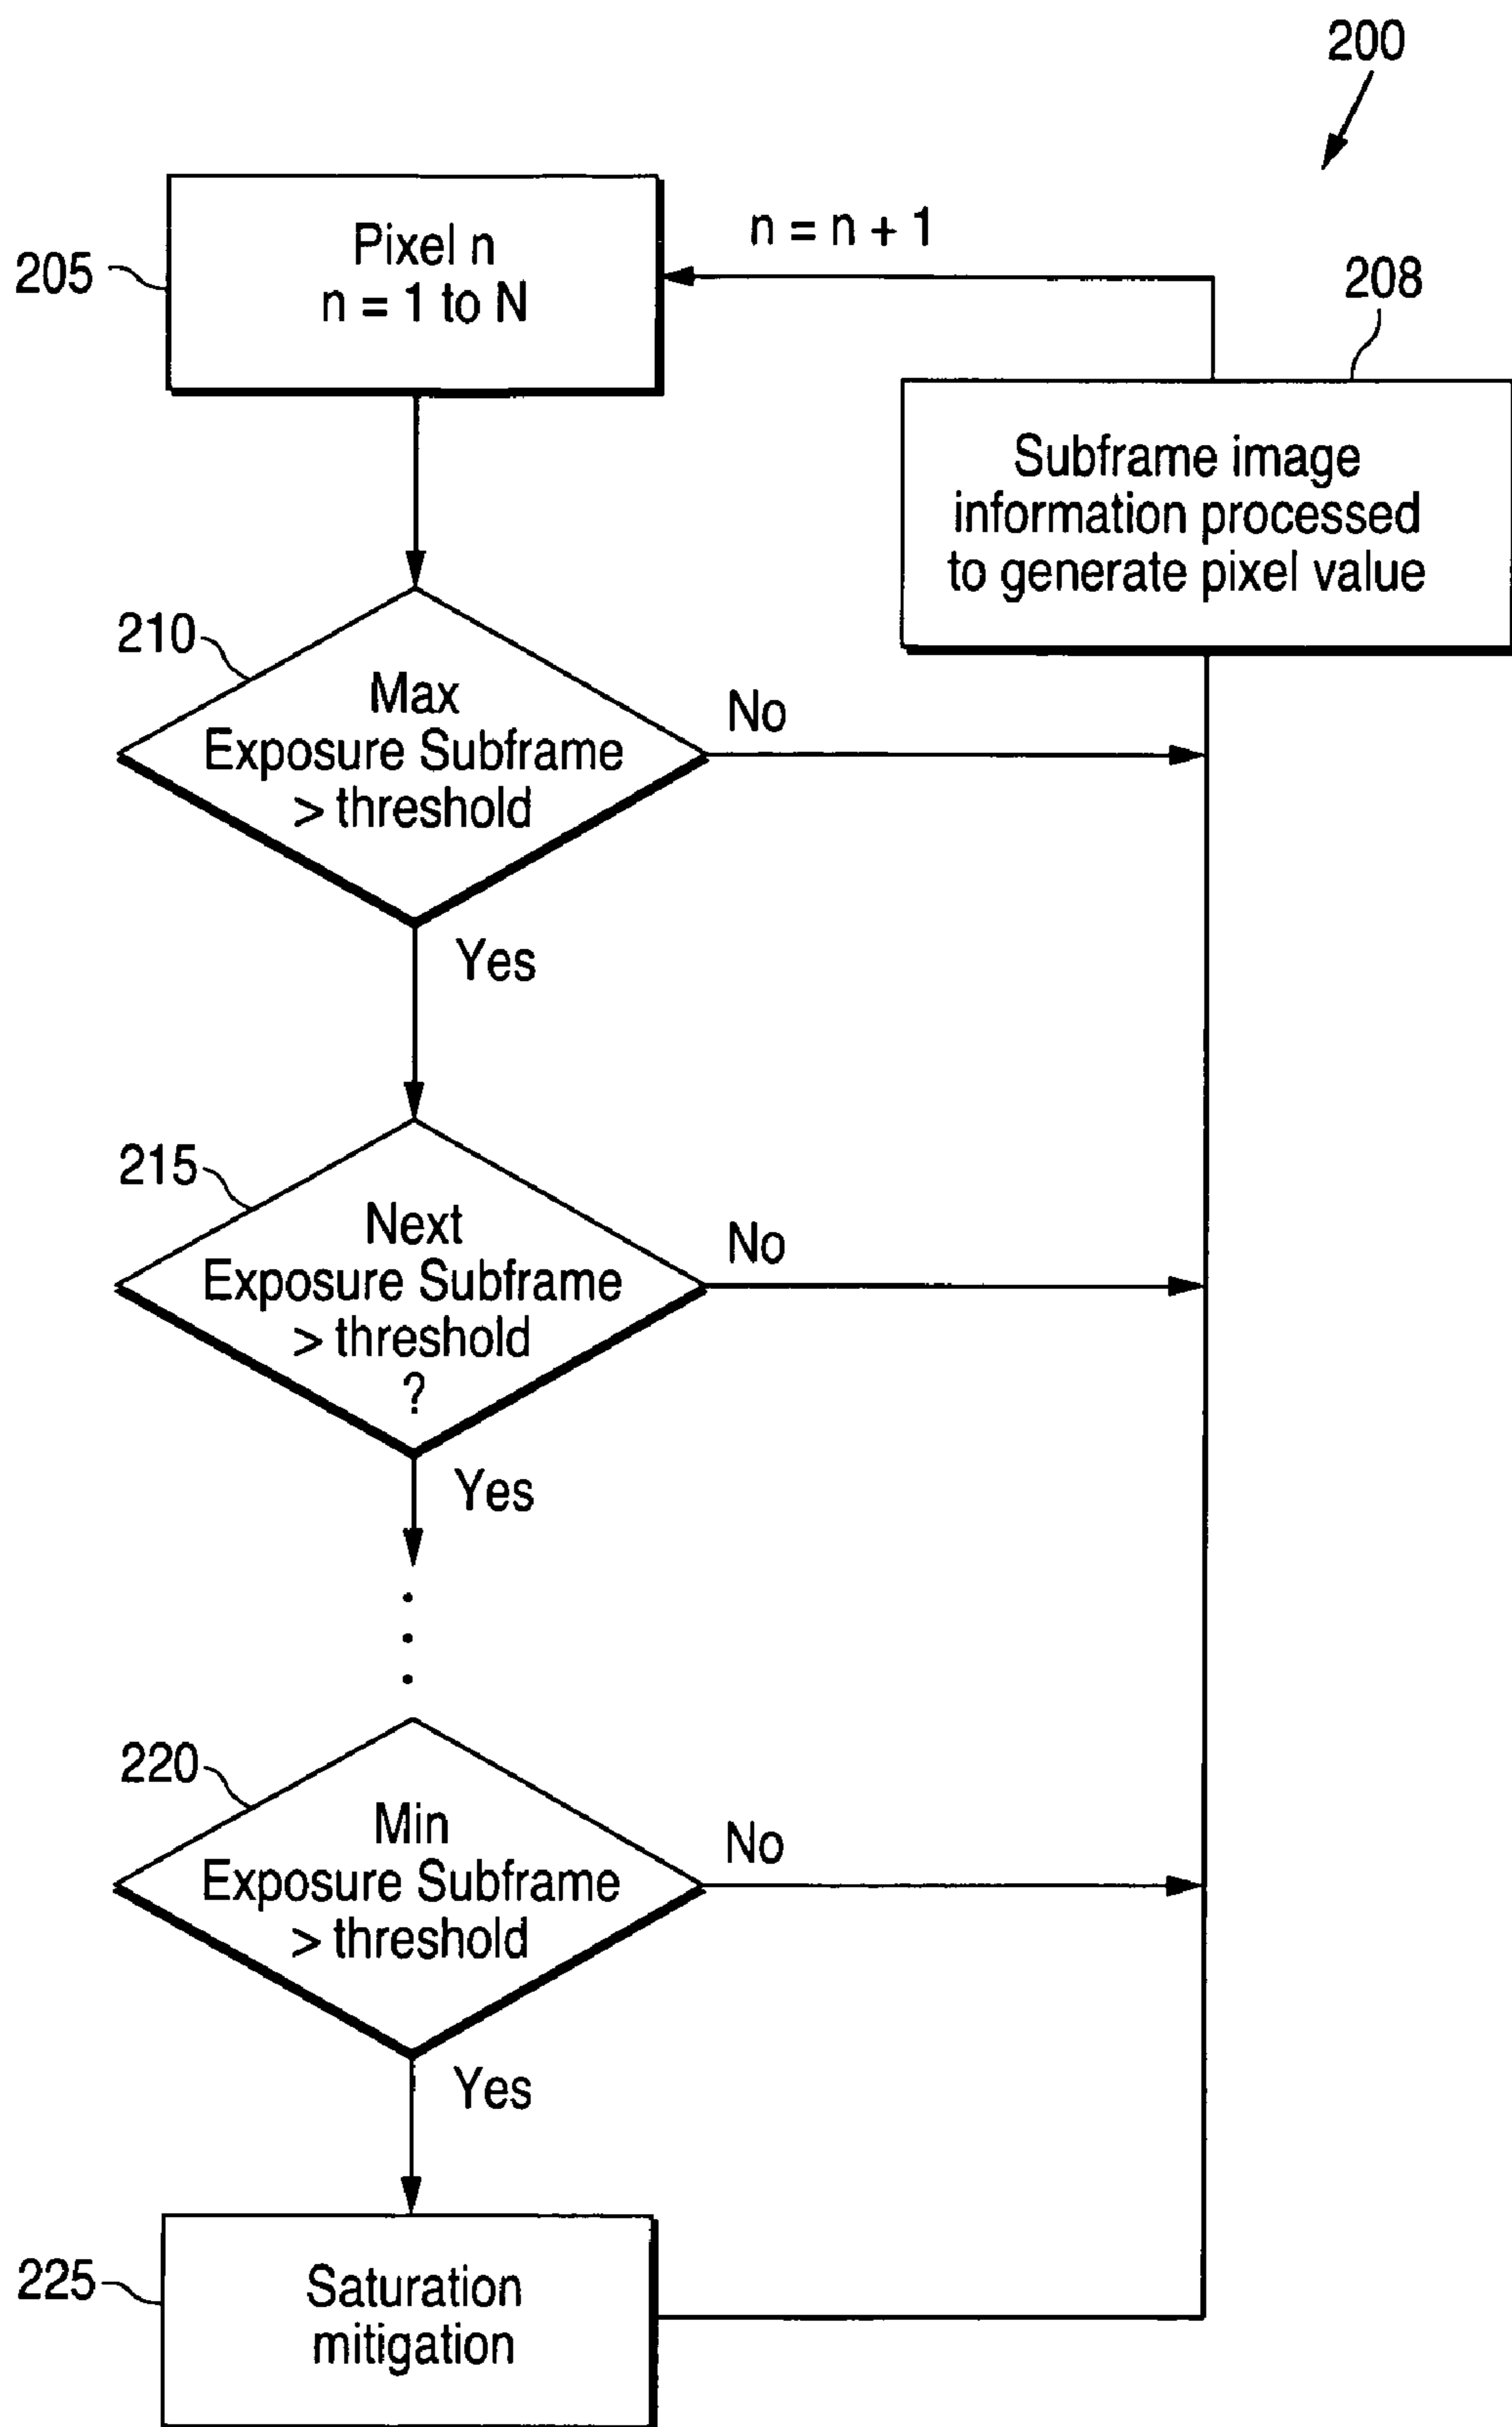 200
205
Pixel n
n = 1 to N
n = n + 1
208
Subframe image
information processed
to generate pixel value
210
Max
Exposure Subframe
> threshold
No
Yes
215
Next
Exposure Subframe
> threshold
?
No
Yes
220
Min
Exposure Subframe
> threshold
No
Yes
225
Saturation
mitigation